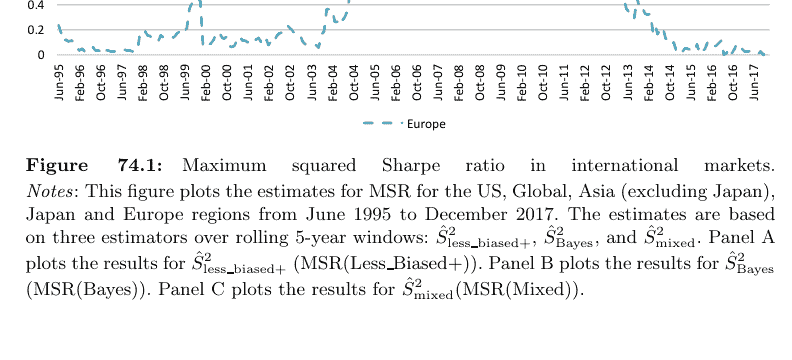 0.4
0.2
0
Jun-95 Feb-96 Oct-96 Jun-97 Feb-98 Oct-98 Jun-99 Feb-00 Oct-00 Jun-01 Feb-02 Oct-02 Jun-03 Feb-04 Oct-04 Jun-05 Feb-06 Oct-06 Jun-07 Feb-08 Oct-08 Jun-09 Feb-10 Oct-10 Jun-11 Feb-12 Oct-12 Jun-13 Feb-14 Oct-14 Jun-15 Feb-16 Oct-16 Jun-17
Europe
Figure 74.1: Maximum squared Sharpe ratio in international markets.
Notes: This figure plots the estimates for MSR for the US, Global, Asia (excluding Japan),
Japan and Europe regions from June 1995 to December 2017. The estimates are based
on three estimators over rolling 5-year windows: Ŝ²less_biased+, Ŝ²Bayes, and Ŝ²mixed. Panel A
plots the results for Ŝ²less_biased+ (MSR(Less_Biased+)). Panel B plots the results for Ŝ²Bayes
(MSR(Bayes)). Panel C plots the results for Ŝ²mixed(MSR(Mixed)).